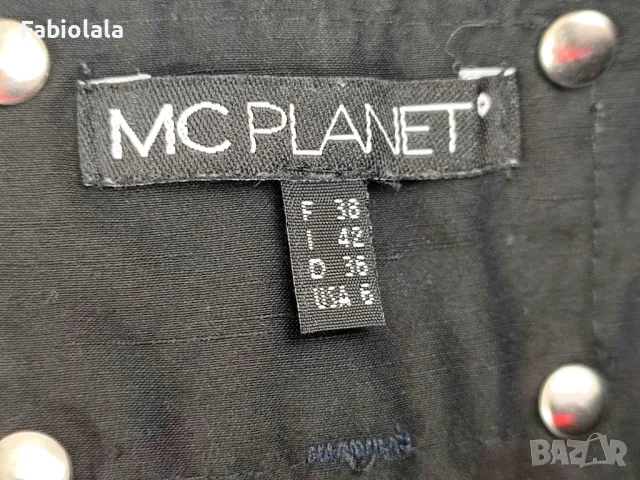 Fabiolala
MC PLANET
F 38
I 42
D 36
USA 6
BAZAR